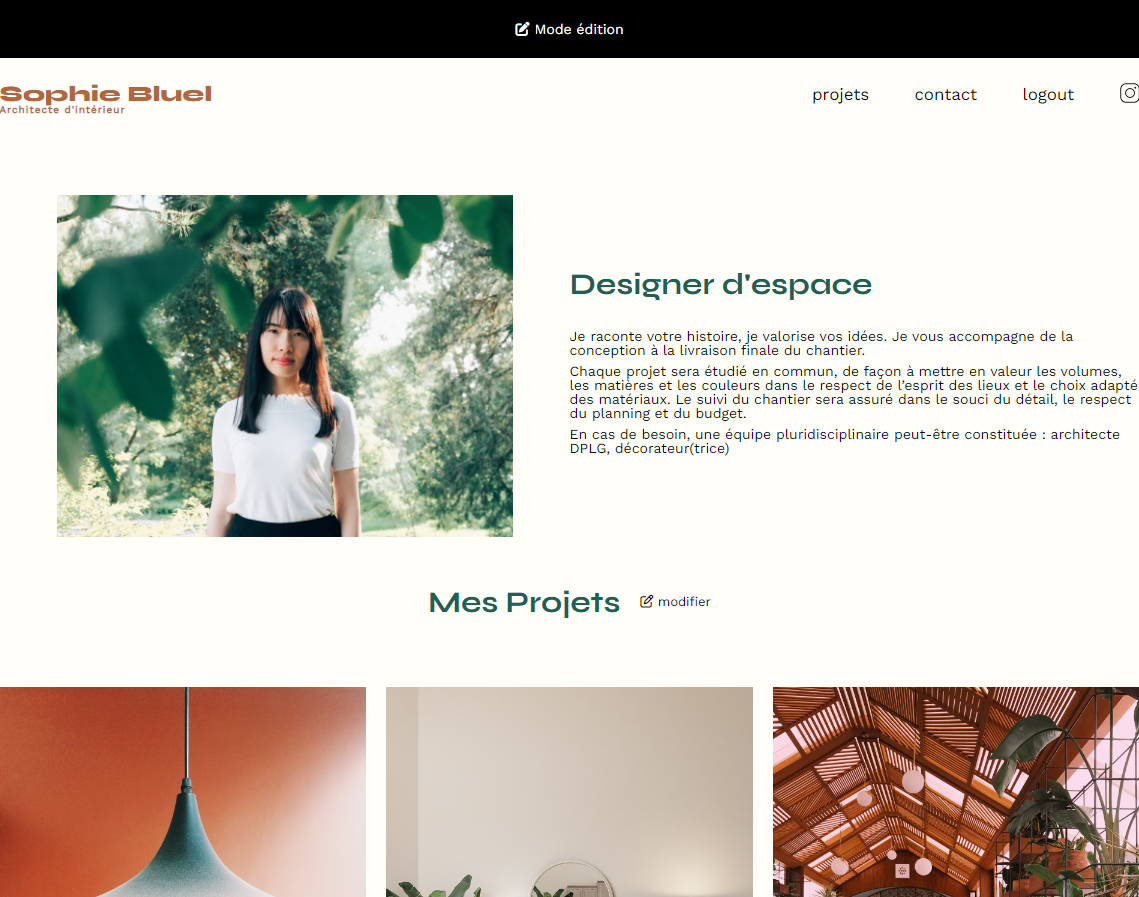 Mode édition
Sophie Bluel
Architecte d'intérieur
projets
contact
logout
Designer d'espace
Je raconte votre histoire, je valorise vos idées. Je vous accompagne de la
conception à la livraison finale du chantier.
Chaque projet sera étudié en commun, de façon à mettre en valeur les volumes,
les matières et les couleurs dans le respect de l’esprit des lieux et le choix adapté
des matériaux. Le suivi du chantier sera assuré dans le souci du détail, le respect
du planning et du budget.
En cas de besoin, une équipe pluridisciplinaire peut-être constituée : architecte
DPLG, décorateur(trice)
Mes Projets
modifier